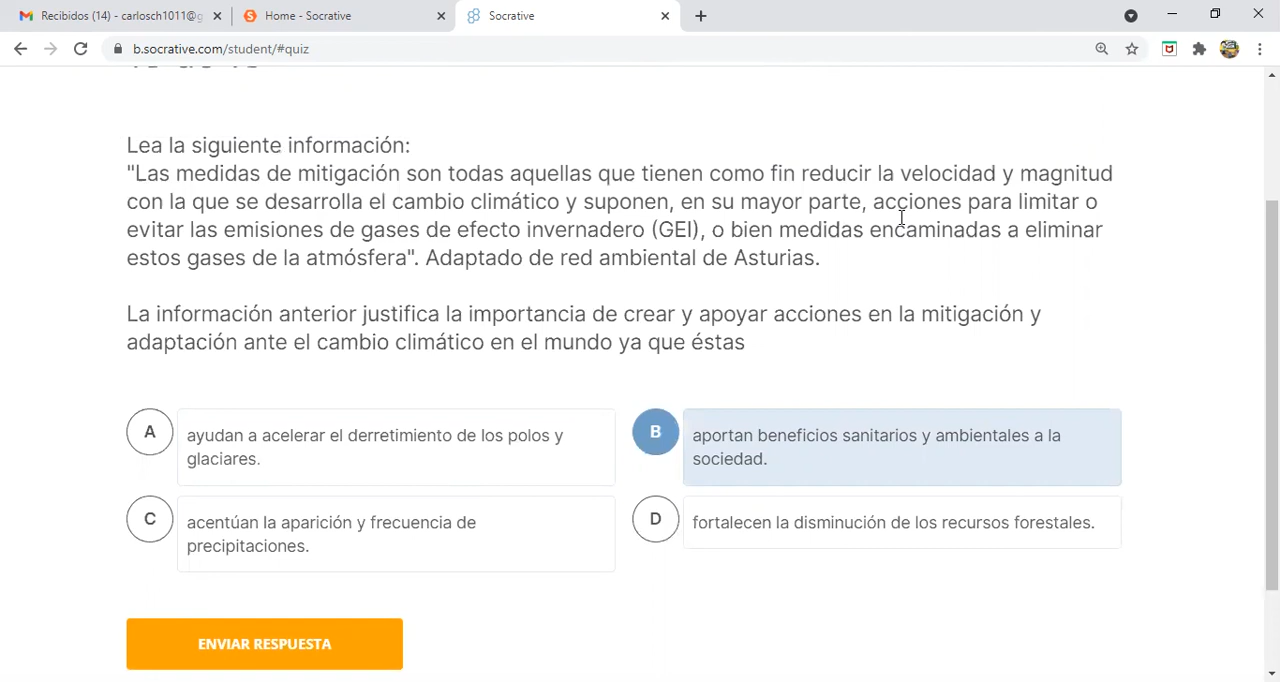 Recibidos (14) - carlosch1011@g
Home - Socrative
Socrative
b.socrative.com/student/#quiz
Lea la siguiente información:
"Las medidas de mitigación son todas aquellas que tienen como fin reducir la velocidad y magnitud
con la que se desarrolla el cambio climático y suponen, en su mayor parte, acciones para limitar o
evitar las emisiones de gases de efecto invernadero (GEI), o bien medidas encaminadas a eliminar
estos gases de la atmósfera". Adaptado de red ambiental de Asturias.
La información anterior justifica la importancia de crear y apoyar acciones en la mitigación y
adaptación ante el cambio climático en el mundo ya que éstas
A
ayudan a acelerar el derretimiento de los polos y
glaciares.
B
aportan beneficios sanitarios y ambientales a la
sociedad.
C
acentúan la aparición y frecuencia de
precipitaciones.
D
fortalecen la disminución de los recursos forestales.
ENVIAR RESPUESTA